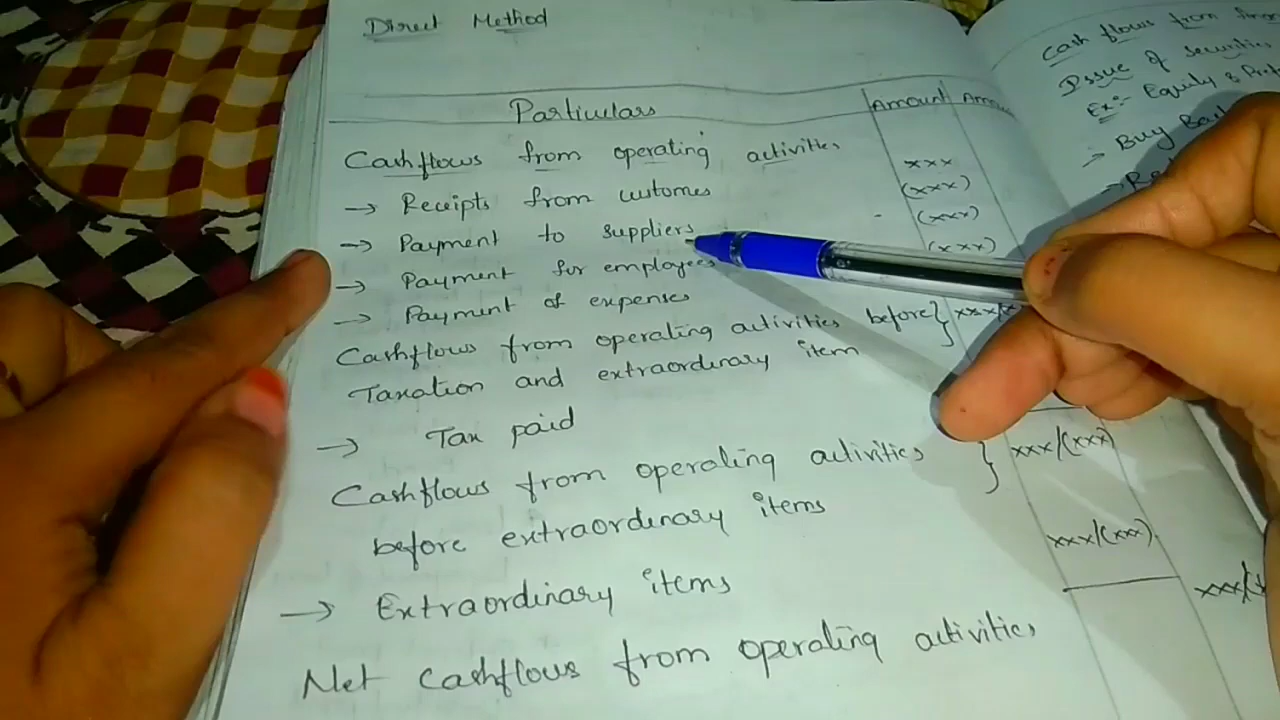 Direct Method
Particulars Amount
Cashflows from operating activities
→ Receipts from customes xxx
→ Payment to suppliers (xxx)
→ Payment for employees (xxx)
→ Payment of expenses (xxx)
Cashflows from operating activities before}
Taxation and extraordinary item
→ Tax paid
Cashflows from operating activities } xxx/(xxx)
before extraordinary items
→ Extraordinary items xxx/(xxx)
Net cashflows from operating activities
Cash flows from
Issue of securities
Ex:- Equity &
→ Buy